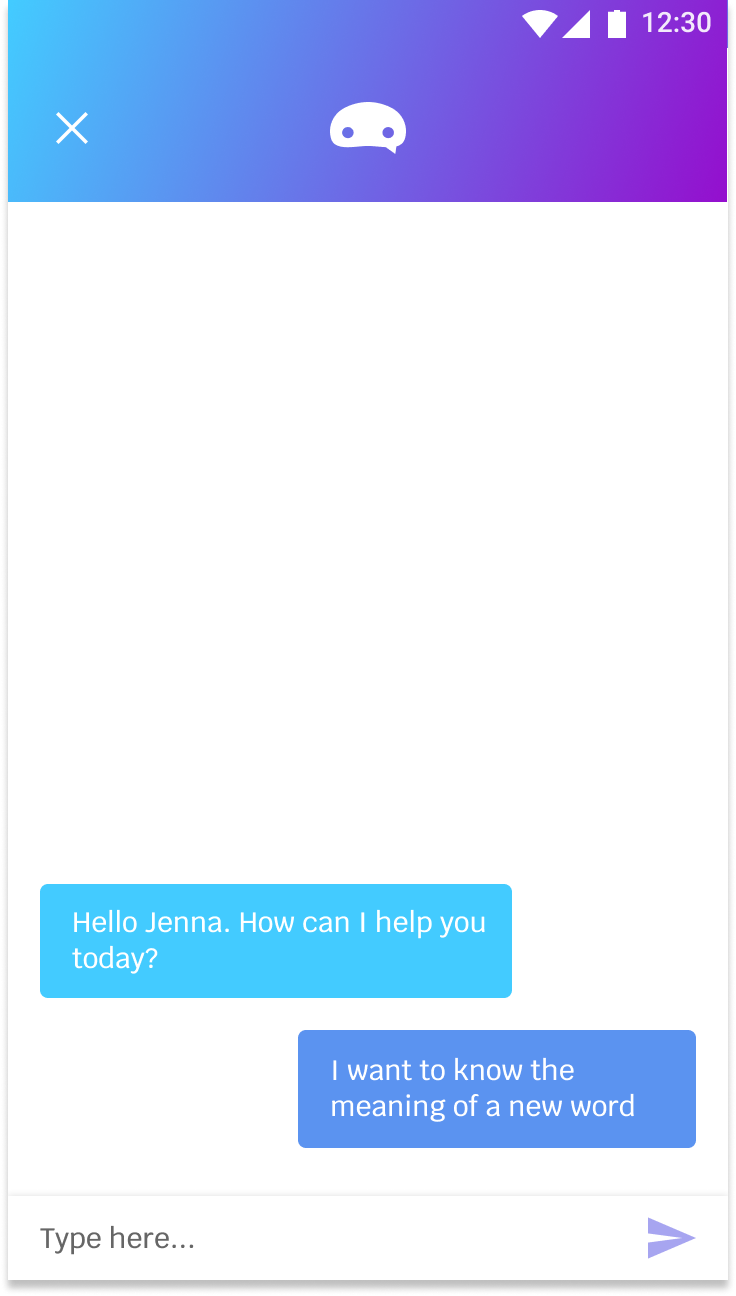 12:30
Hello Jenna. How can I help you
today?
I want to know the
meaning of a new word
Type here...